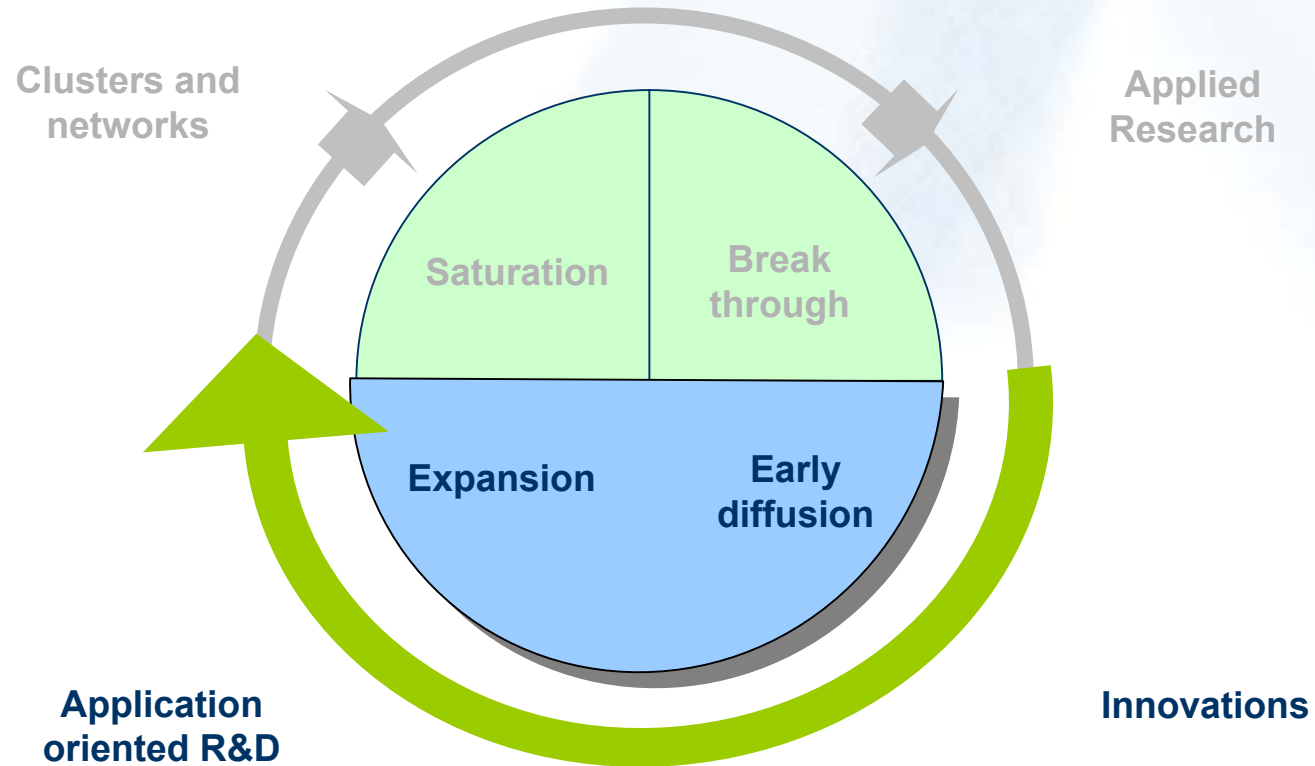 Clusters and
networks
Applied
Research
Saturation
Break
through
Expansion
Early
diffusion
Application
oriented R&D
Innovations